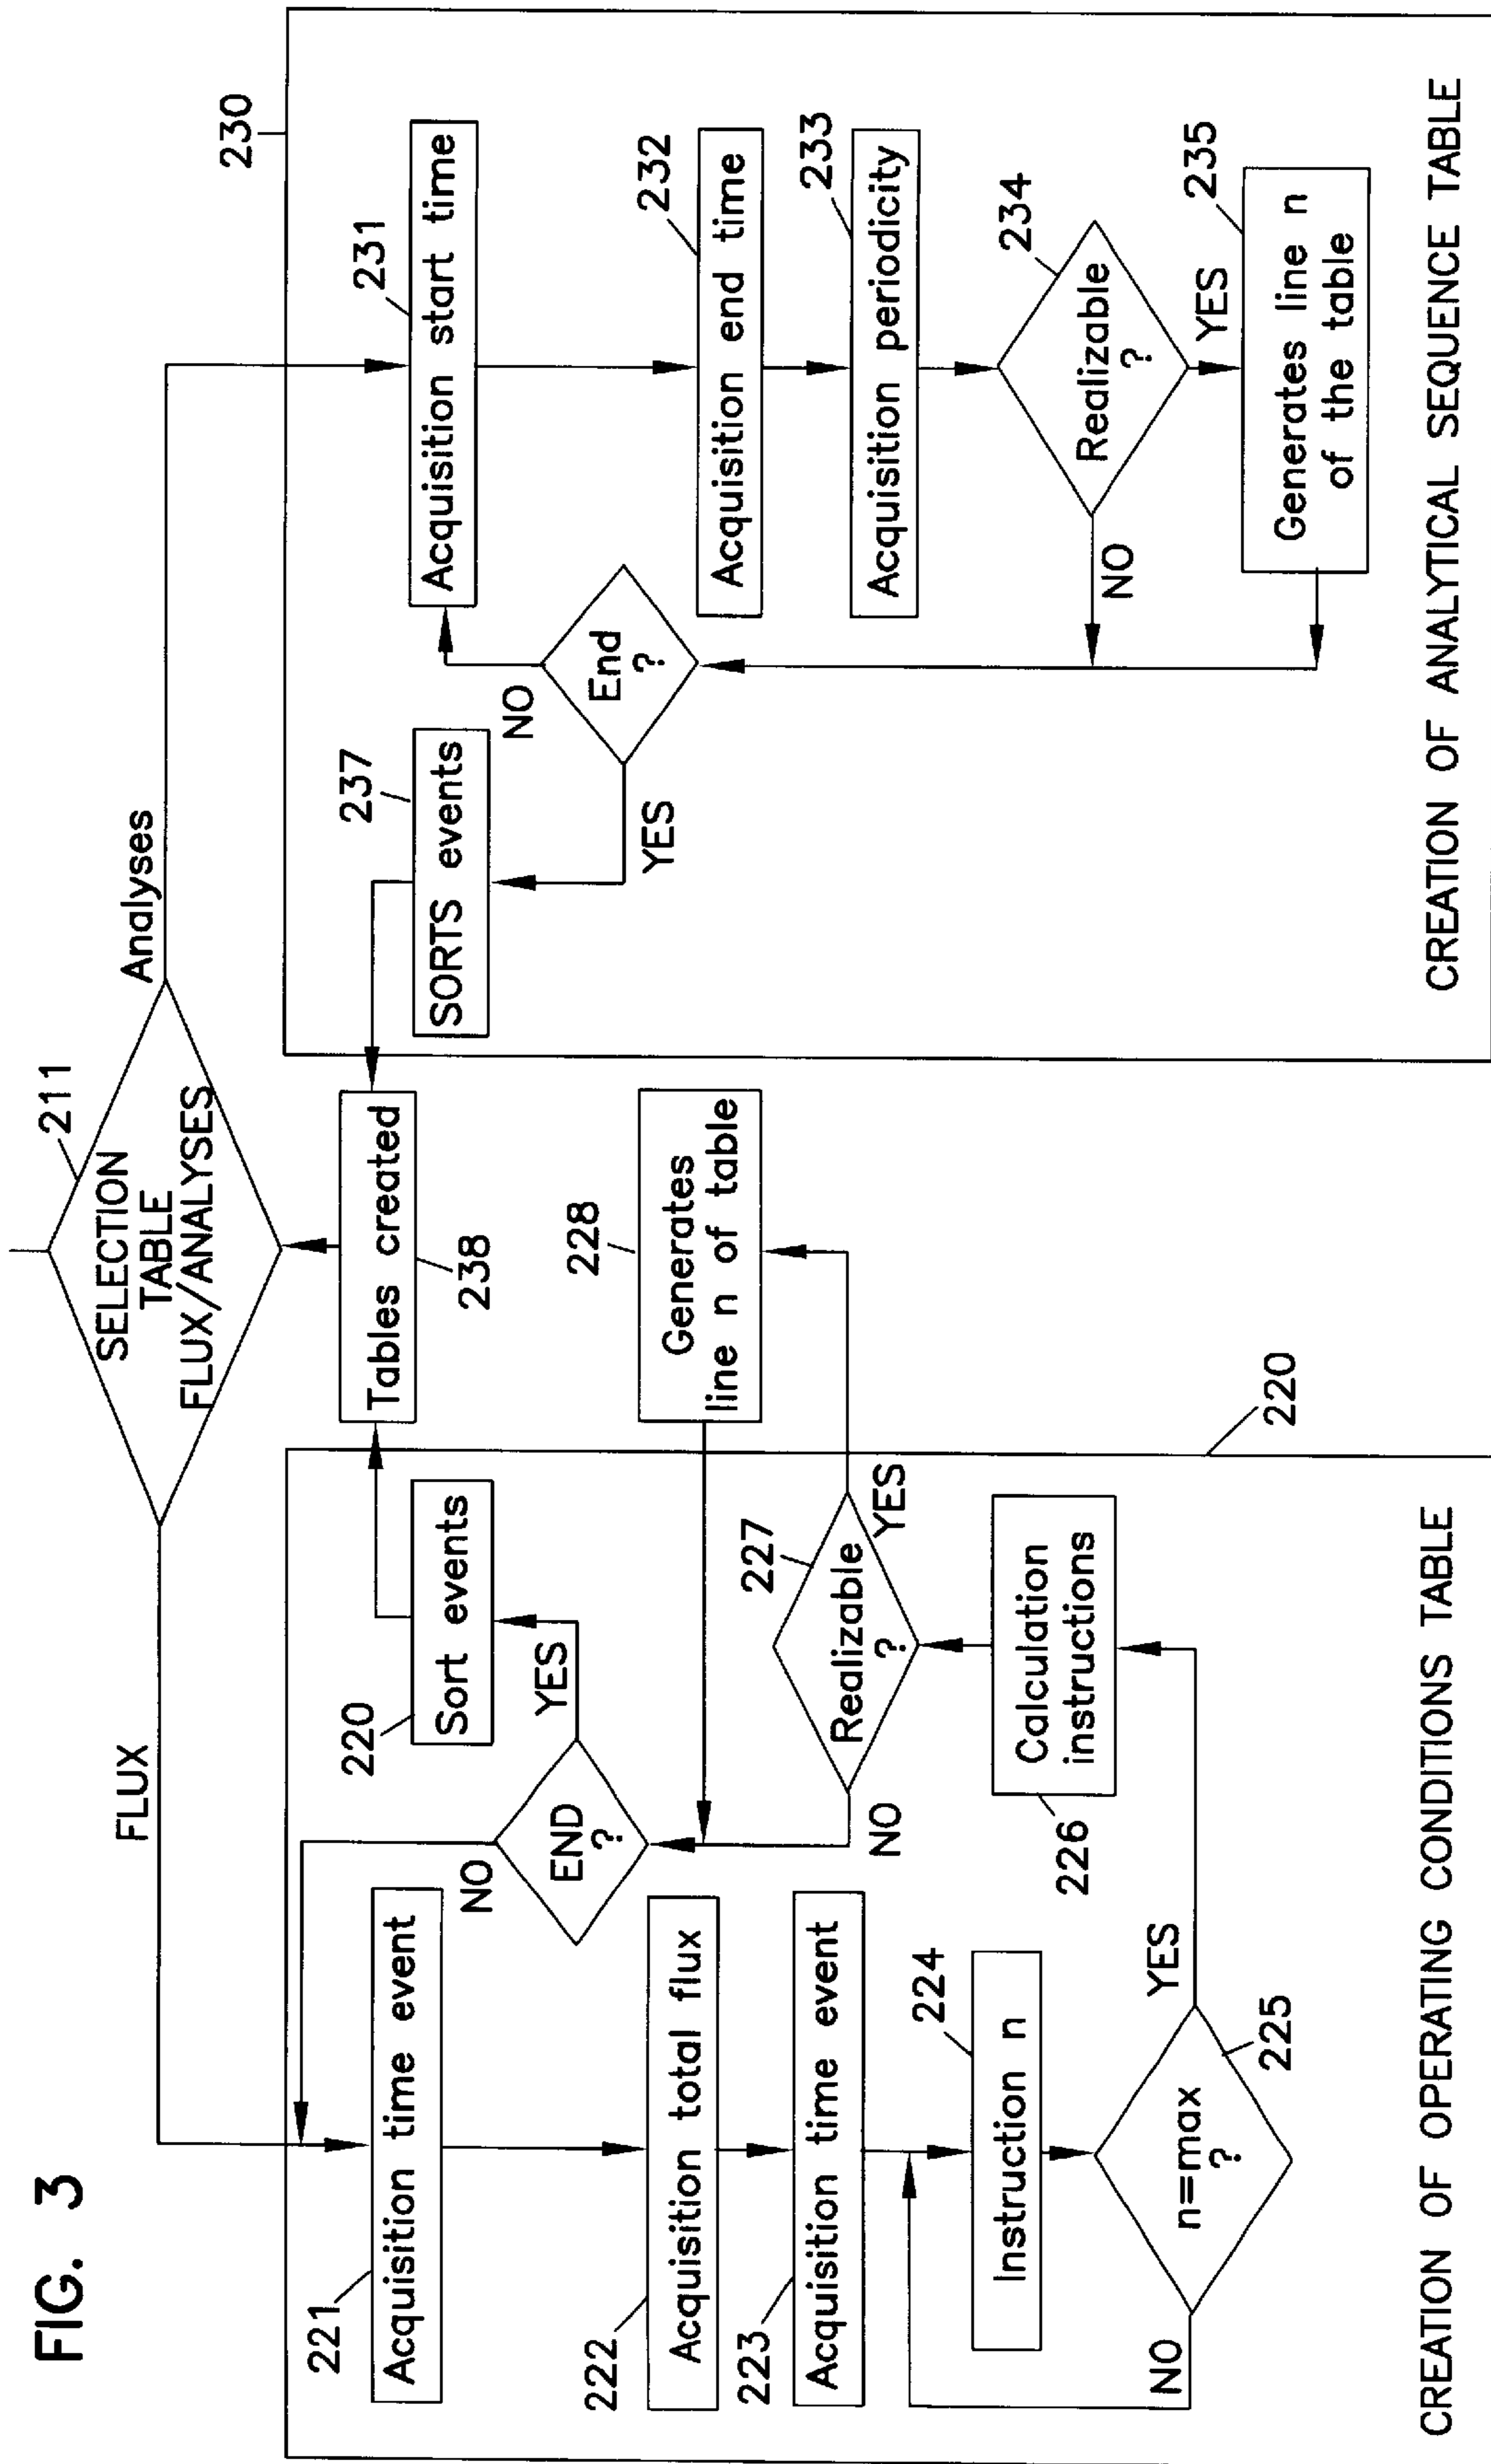 FIG. 3
211
SELECTION
TABLE
FLUX/ANALYSES
FLUX
Analyses
Tables created
238
220
Sort events
YES
END
?
NO
221
Acquisition time event
222
Acquisition total flux
223
Acquisition time event
224
Instruction n
n=max
?
225
NO
YES
226
Calculation
instructions
227
Realizable
?
NO
YES
228
Generates
line n of table
220
CREATION OF OPERATING CONDITIONS TABLE
230
231
Acquisition start time
232
Acquisition end time
233
Acquisition periodicity
234
Realizable
?
NO
YES
235
Generates line n
of the table
End
?
NO
YES
237
SORTS events
CREATION OF ANALYTICAL SEQUENCE TABLE